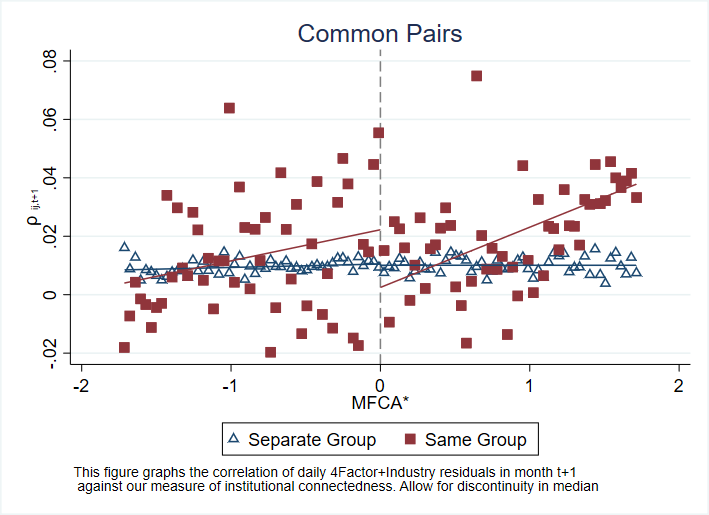 Common Pairs
.08
.06
.04
.02
0
-.02
ρ ij,t+1
-2 -1 0 1 2
MFCA*
Separate Group Same Group
This figure graphs the correlation of daily 4Factor+Industry residuals in month t+1
against our measure of institutional connectedness. Allow for discontinuity in median